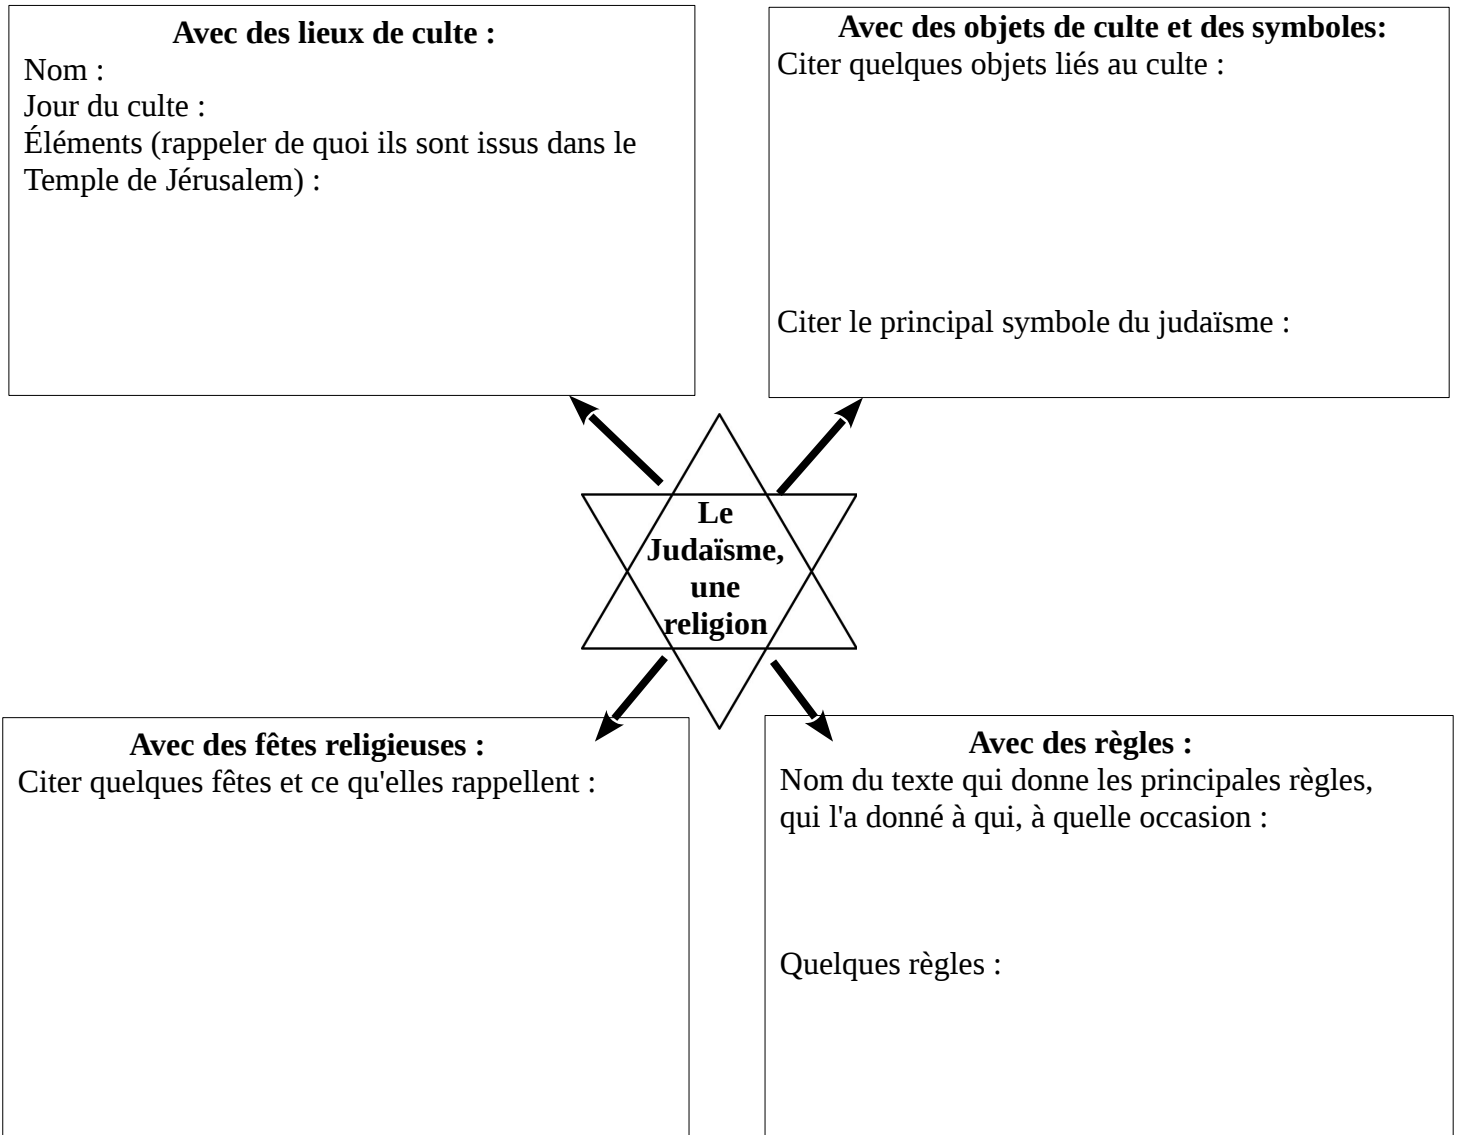 Avec des lieux de culte :
Nom :
Jour du culte :
Éléments (rappeler de quoi ils sont issus dans le
Temple de Jérusalem) :
Avec des objets de culte et des symboles:
Citer quelques objets liés au culte :
Citer le principal symbole du judaïsme :
Le
Judaïsme,
une
religion
Avec des fêtes religieuses :
Citer quelques fêtes et ce qu'elles rappellent :
Avec des règles :
Nom du texte qui donne les principales règles,
qui l'a donné à qui, à quelle occasion :
Quelques règles :